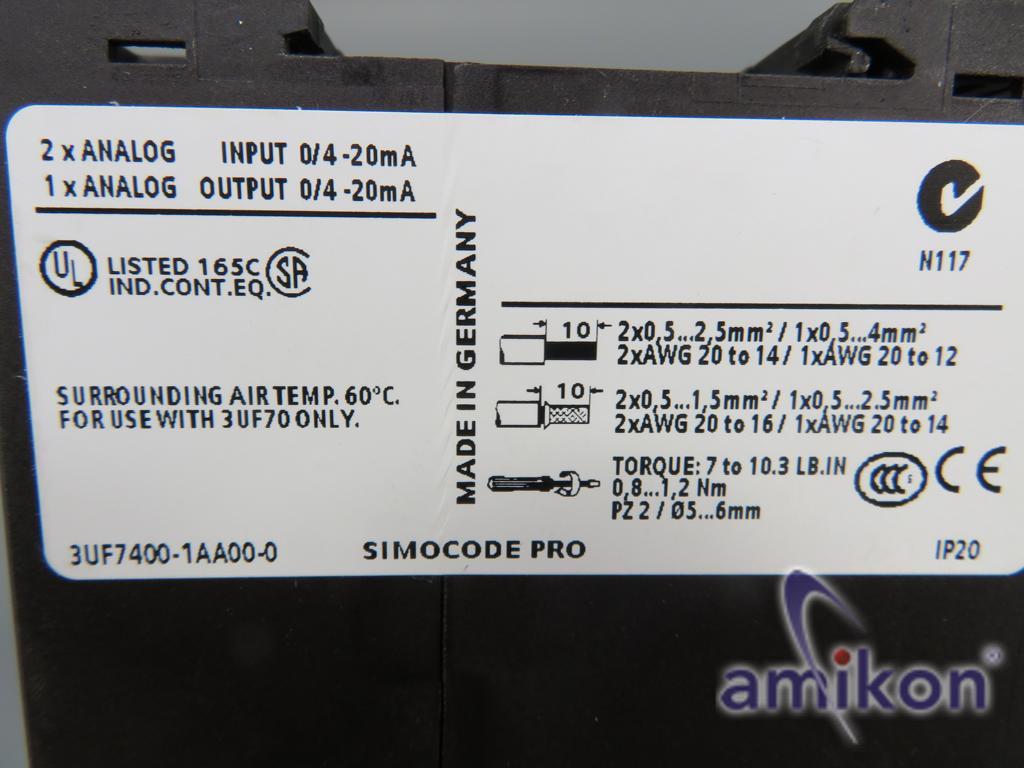 2 x ANALOG INPUT 0/4 -20mA
1 x ANALOG OUTPUT 0/4 -20mA
UL LISTED 165C SA
IND.CONT.EQ.
SURROUNDING AIR TEMP. 60°C.
FOR USE WITH 3UF70 ONLY.
3UF7400-1AA00-0
MADE IN GERMANY
SIMOCODE PRO
N117
10
2x0,5...2,5mm² / 1x0,5...4mm²
2xAWG 20 to 14 / 1xAWG 20 to 12
10
2x0,5...1,5mm² / 1x0,5...2.5mm²
2xAWG 20 to 16 / 1xAWG 20 to 14
TORQUE: 7 to 10.3 LB.IN
0,8...1,2 Nm
PZ 2 / Ø5...6mm
CCC S CE
IP20
amikon®